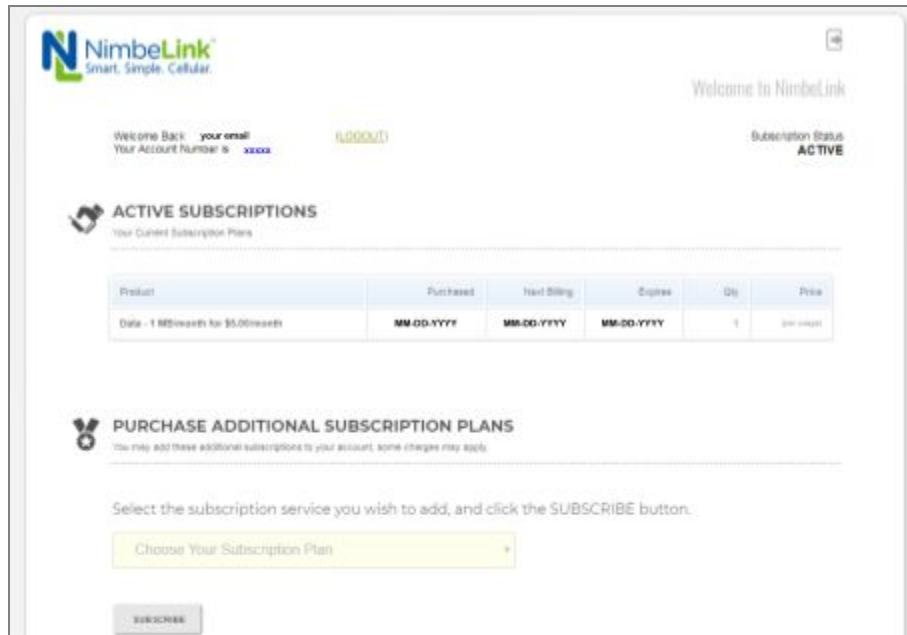 NimbeLink™
Smart. Simple. Cellular.
Welcome to NimbeLink
Welcome Back your email (LOGOUT) Subscription Status
Your Account Number is xxxxx ACTIVE
ACTIVE SUBSCRIPTIONS
Your Current Subscription Plans
Product Purchased Next Billing Expires Qty Price
Data - 1 MB/month for $5.00/month MM-DD-YYYY MM-DD-YYYY MM-DD-YYYY 1
PURCHASE ADDITIONAL SUBSCRIPTION PLANS
You may add these additional subscriptions to your account, some charges may apply.
Select the subscription service you wish to add, and click the SUBSCRIBE button.
Choose Your Subscription Plan
SUBSCRIBE